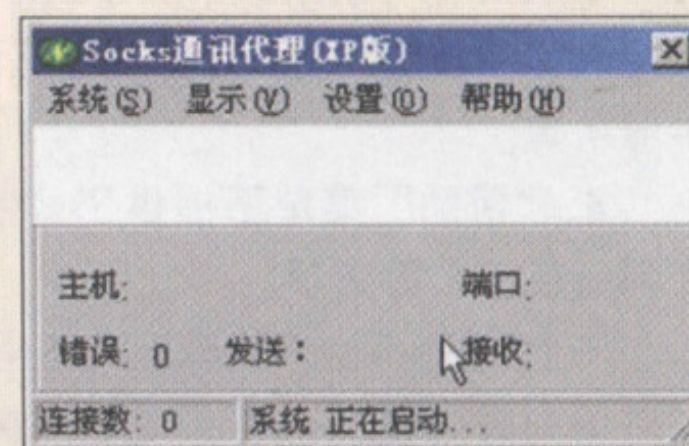 Socks通讯代理(XP版)
系统(S) 显示(V) 设置(O) 帮助(H)
主机: 端口:
错误: 0 发送: 接收:
连接数: 0 系统 正在启动...